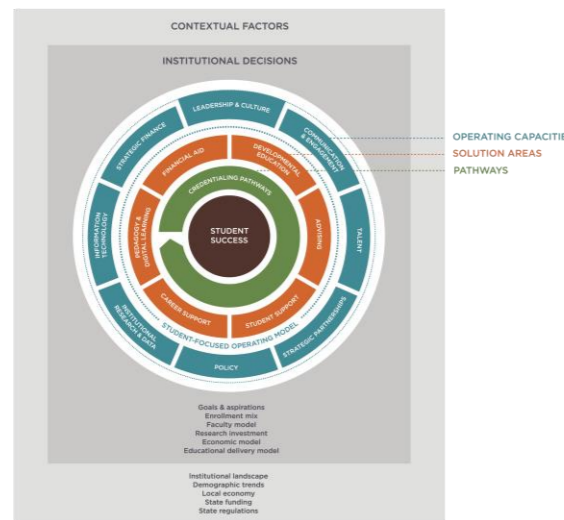 CONTEXTUAL FACTORS
INSTITUTIONAL DECISIONS
LEADERSHIP & CULTURE
COMMUNICATION
& ENGAGEMENT
TALENT
STRATEGIC PARTNERSHIPS
POLICY
INSTITUTIONAL
RESEARCH & DATA
INFORMATION
TECHNOLOGY
STRATEGIC FINANCE
FINANCIAL AID
DEVELOPMENTAL
EDUCATION
ADVISING
STUDENT SUPPORT
CAREER SUPPORT
PEDAGOGY &
DIGITAL LEARNING
CREDENTIALING PATHWAYS
STUDENT
SUCCESS
STUDENT-FOCUSED OPERATING MODEL
OPERATING CAPACITIE
SOLUTION AREAS
PATHWAYS
Goals & aspirations
Enrollment mix
Faculty model
Research investment
Economic model
Educational delivery model
Institutional landscape
Demographic trends
Local economy
State funding
State regulations